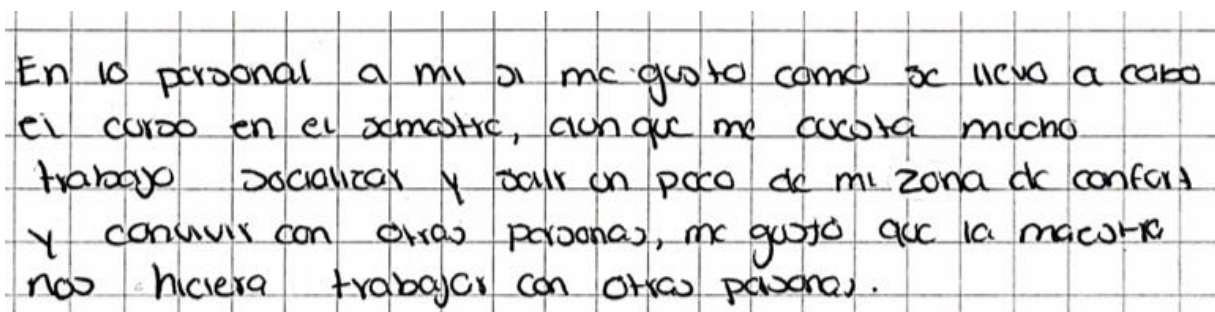 En lo personal a mi si me gusto como se llevo a cabo
el curso en el semestre, aunque me cuesta mucho
trabajo socializar y salir un poco de mi zona de confort
y convivir con otras personas, me gustó que la maestra
nos hiciera trabajar con otras personas.